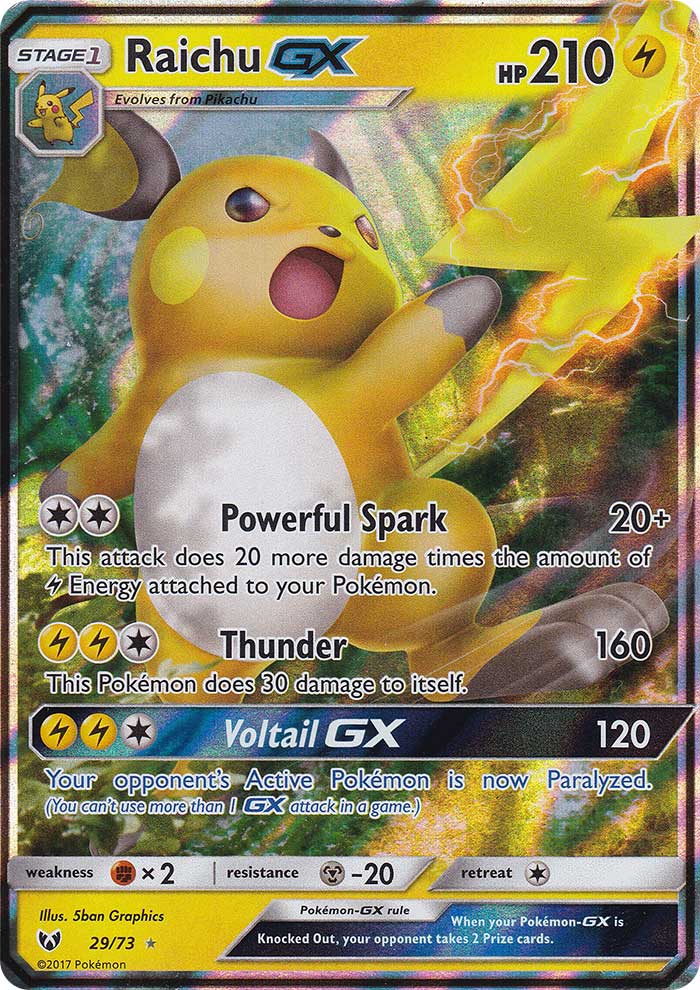 STAGE1 Raichu GX HP210
Evolves from Pikachu
Powerful Spark 20+
This attack does 20 more damage times the amount of
Energy attached to your Pokémon.
Thunder 160
This Pokémon does 30 damage to itself.
Voltail GX 120
Your opponent's Active Pokémon is now Paralyzed.
(You can't use more than 1 GX attack in a game.)
weakness ×2 resistance -20 retreat
Illus. 5ban Graphics
29/73
©2017 Pokémon
Pokémon-GX rule
When your Pokémon-GX is
Knocked Out, your opponent takes 2 Prize cards.